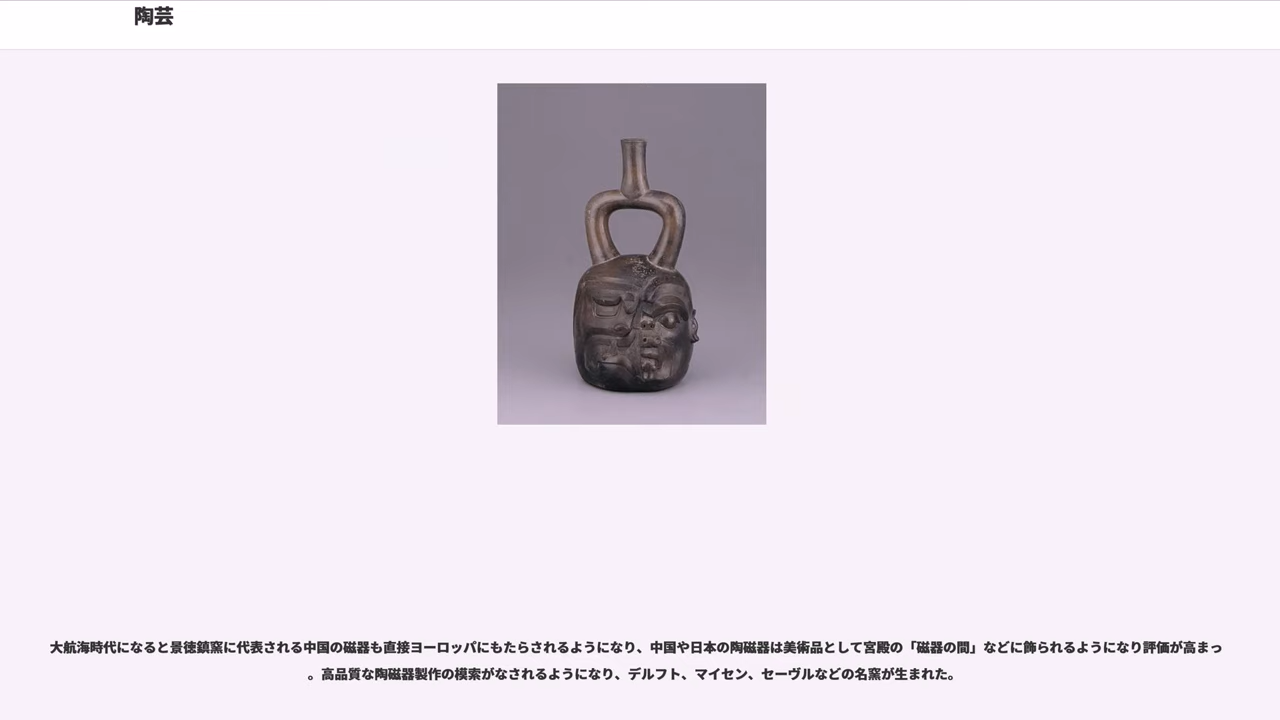 陶芸
大航海時代になると景徳鎮窯に代表される中国の磁器も直接ヨーロッパにもたらされるようになり、中国や日本の陶磁器は美術品として宮殿の「磁器の間」などに飾られるようになり評価が高まっ
。高品質な陶磁器製作の模索がなされるようになり、デルフト、マイセン、セーヴルなどの名窯が生まれた。